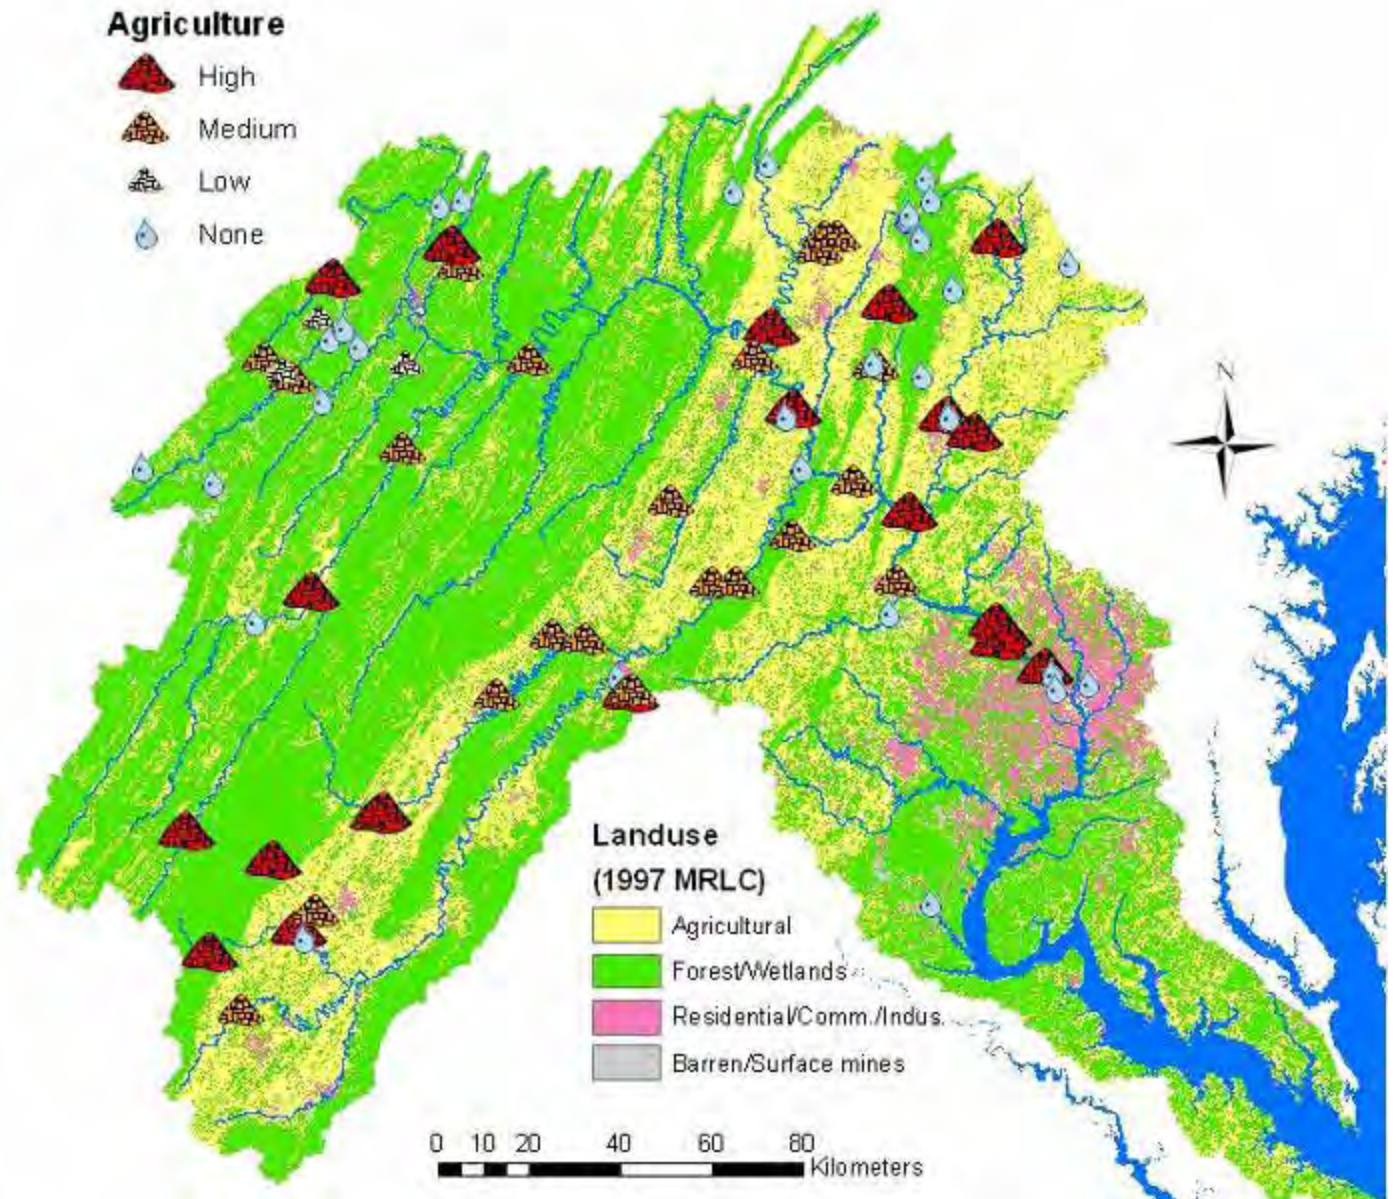 Agriculture
High
Medium
Low
None
N
Landuse
(1997 MRLC)
Agricultural
Forest/Wetlands
Residential/Comm./Indus.
Barren/Surface mines
0 10 20 40 60 80
Kilometers